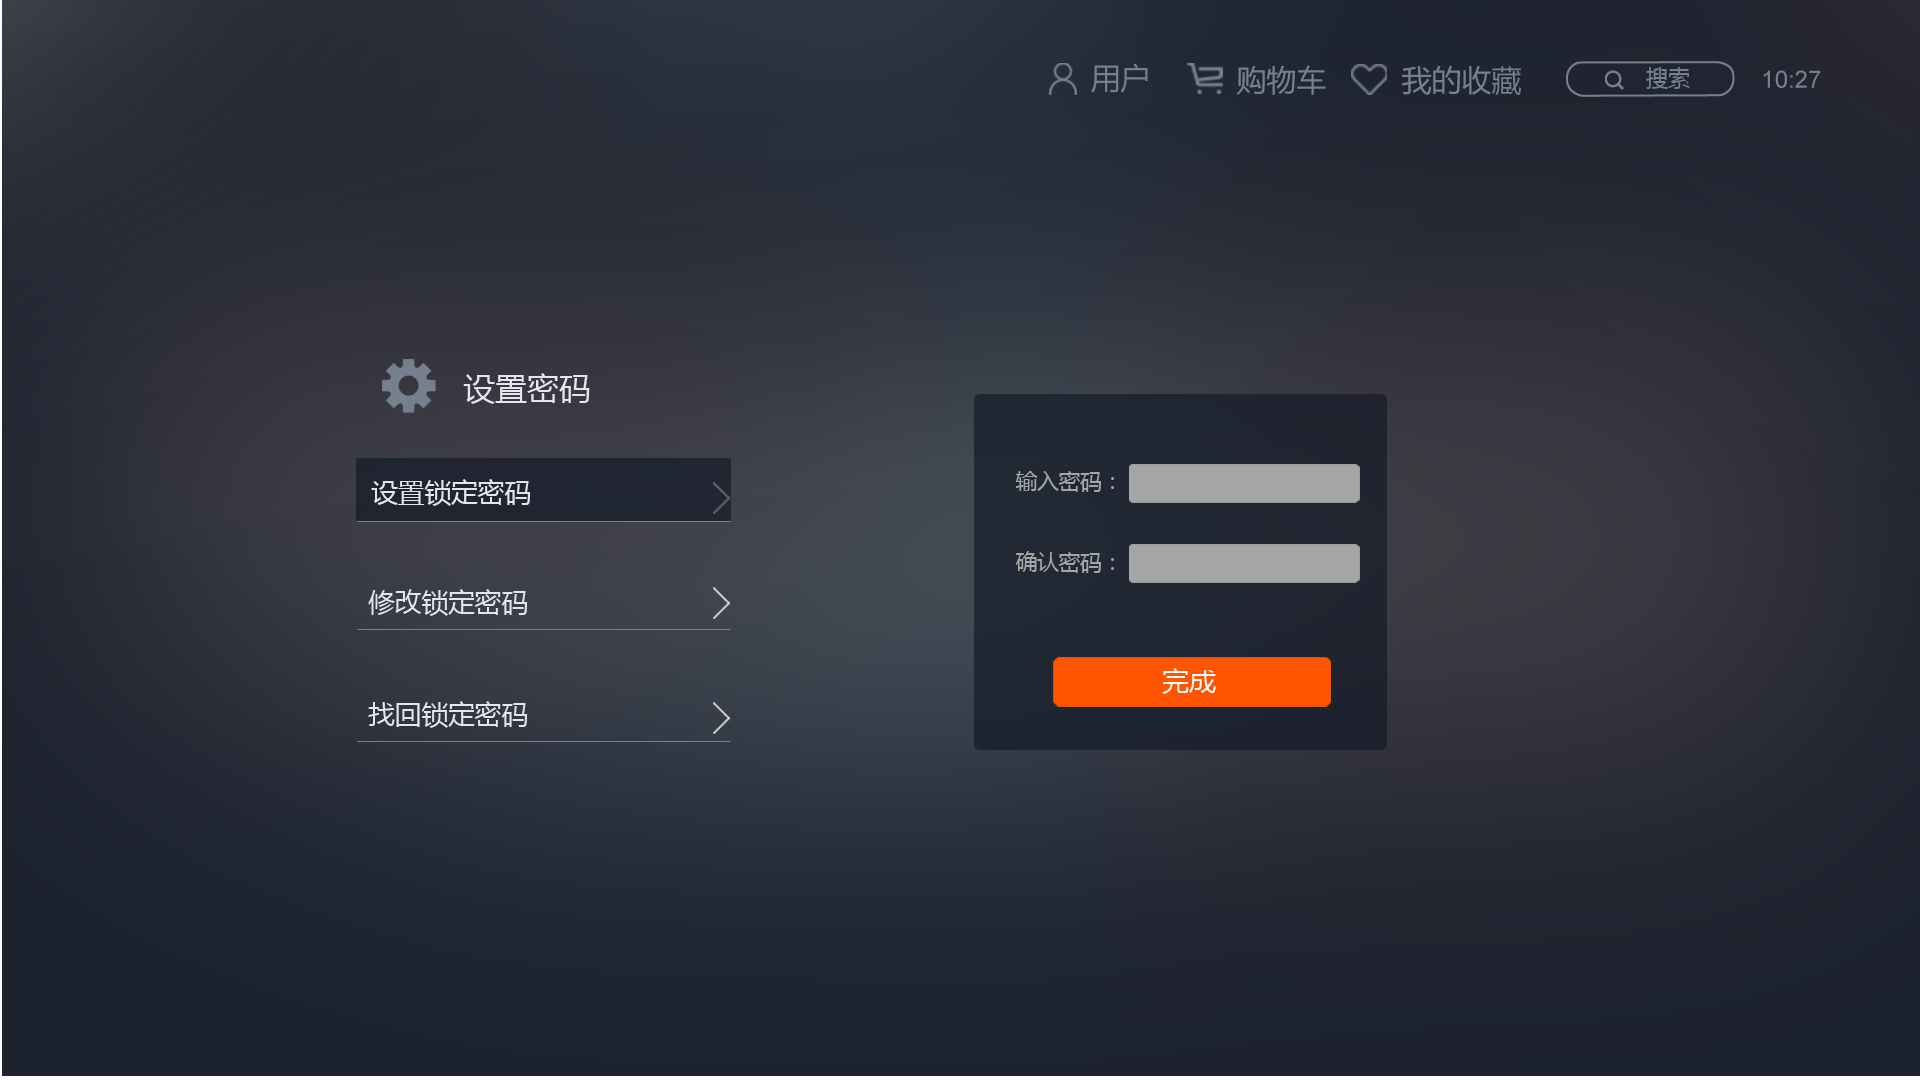 用户 购物车 我的收藏 搜索 10:27
设置密码
设置锁定密码
修改锁定密码
找回锁定密码
输入密码：
确认密码：
完成